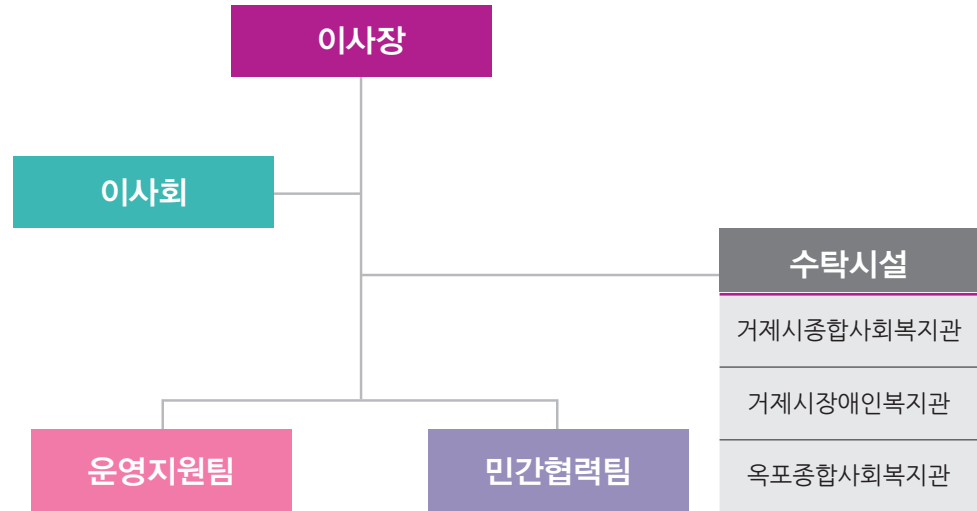 이사장
이사회
수탁시설
거제시종합사회복지관
거제시장애인복지관
옥포종합사회복지관
운영지원팀
민간협력팀